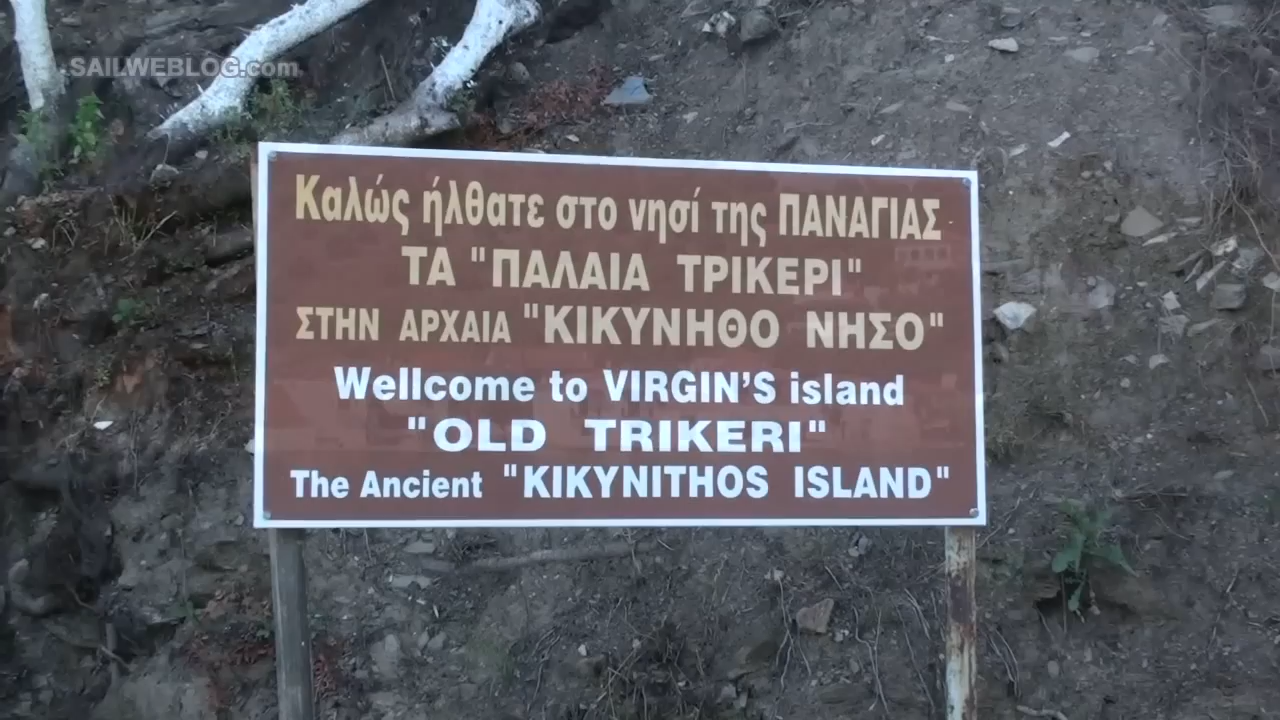 SAILWEBLOG.com
Καλώς ήλθατε στο νησί της ΠΑΝΑΓΙΑΣ
ΤΑ "ΠΑΛΑΙΑ ΤΡΙΚΕΡΙ"
ΣΤΗΝ ΑΡΧΑΙΑ "ΚΙΚΥΝΗΘΟ ΝΗΣΟ"
Wellcome to VIRGIN'S island
"OLD TRIKERI"
The Ancient "KIKYNITHOS ISLAND"